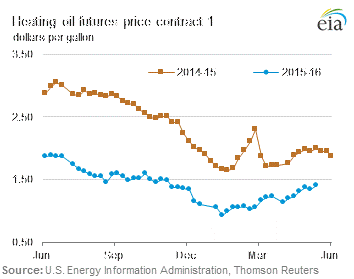 Heating oil futures price contract 1
dollars per gallon
eia
3.50
2014-15
2015-16
2.50
1.50
0.50
Jun
Sep
Dec
Mar
Jun
Source: U.S. Energy Information Administration, Thomson Reuters